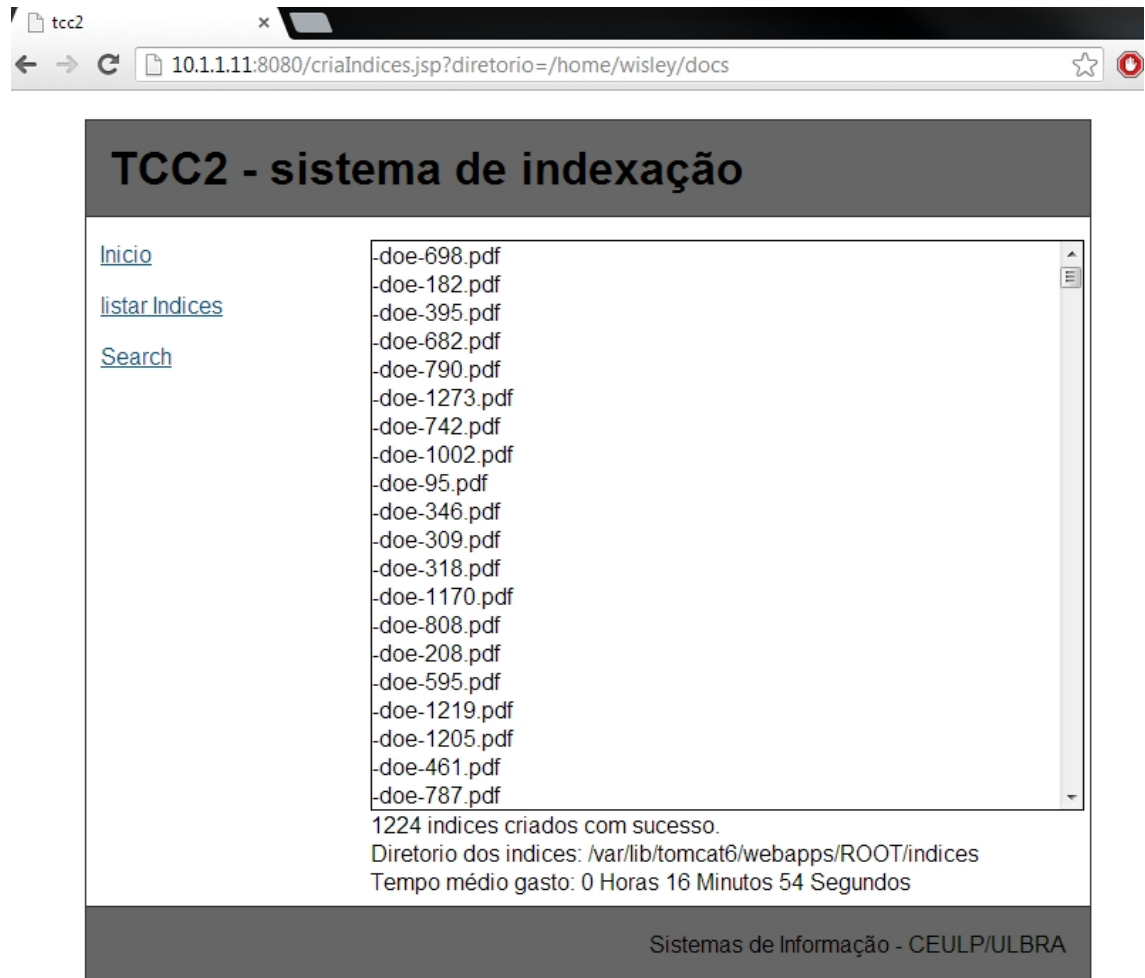 tcc2
10.1.1.11:8080/criaIndices.jsp?diretorio=/home/wisley/docs
TCC2 - sistema de indexação
Inicio
listar Indices
Search
-doe-698.pdf
-doe-182.pdf
-doe-395.pdf
-doe-682.pdf
-doe-790.pdf
-doe-1273.pdf
-doe-742.pdf
-doe-1002.pdf
-doe-95.pdf
-doe-346.pdf
-doe-309.pdf
-doe-318.pdf
-doe-1170.pdf
-doe-808.pdf
-doe-208.pdf
-doe-595.pdf
-doe-1219.pdf
-doe-1205.pdf
-doe-461.pdf
-doe-787.pdf
1224 indices criados com sucesso.
Diretorio dos indices: /var/lib/tomcat6/webapps/ROOT/indices
Tempo médio gasto: 0 Horas 16 Minutos 54 Segundos
Sistemas de Informação - CEULP/ULBRA